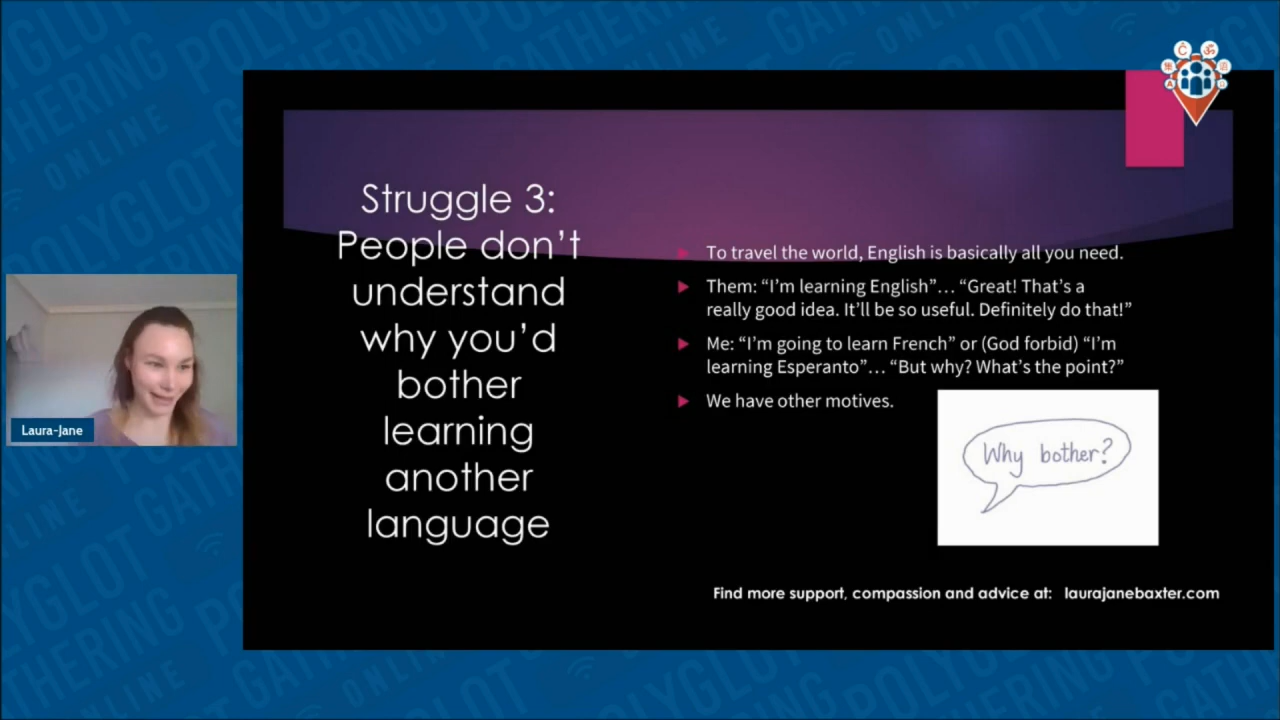 Struggle 3:
People don’t
understand
why you’d
bother
learning
another
language
To travel the world, English is basically all you need.
Them: “I’m learning English”… “Great! That’s a
really good idea. It’ll be so useful. Definitely do that!”
Me: “I’m going to learn French” or (God forbid) “I’m
learning Esperanto”… “But why? What’s the point?”
We have other motives.
Why bother?
Find more support, compassion and advice at: laurajanebaxter.com
Laura-Jane
POLYGLOT
GATHERING
ONLINE